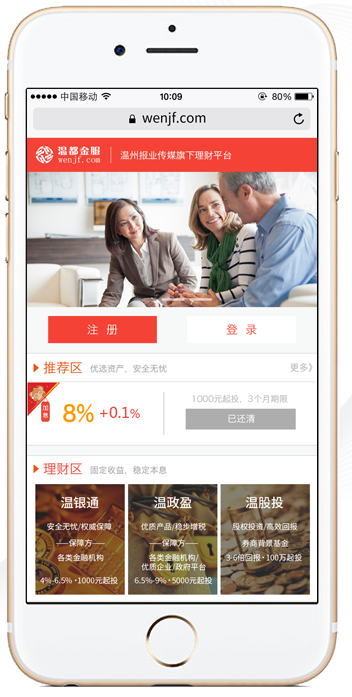 中国移动 10:09 80%
wenjf.com
温都金服 wenjf.com 温州报业传媒旗下理财平台
注 册 登 录
推荐区 优选资产，安全无忧 更多》
加息
8% +0.1%
1000元起投，3个月期限
已还清
理财区 固定收益，稳定本息
温银通
安全无忧/权威保障
保障方
各类金融机构
4%-6.5%・1000元起投
温政盈
优质产品/稳步增税
保障方
各类金融机构/
优质企业/政府平台
6.5%-9%・5000元起投
温股投
股权投资/高效回报
券商背景基金
3-6倍回报・100万起投